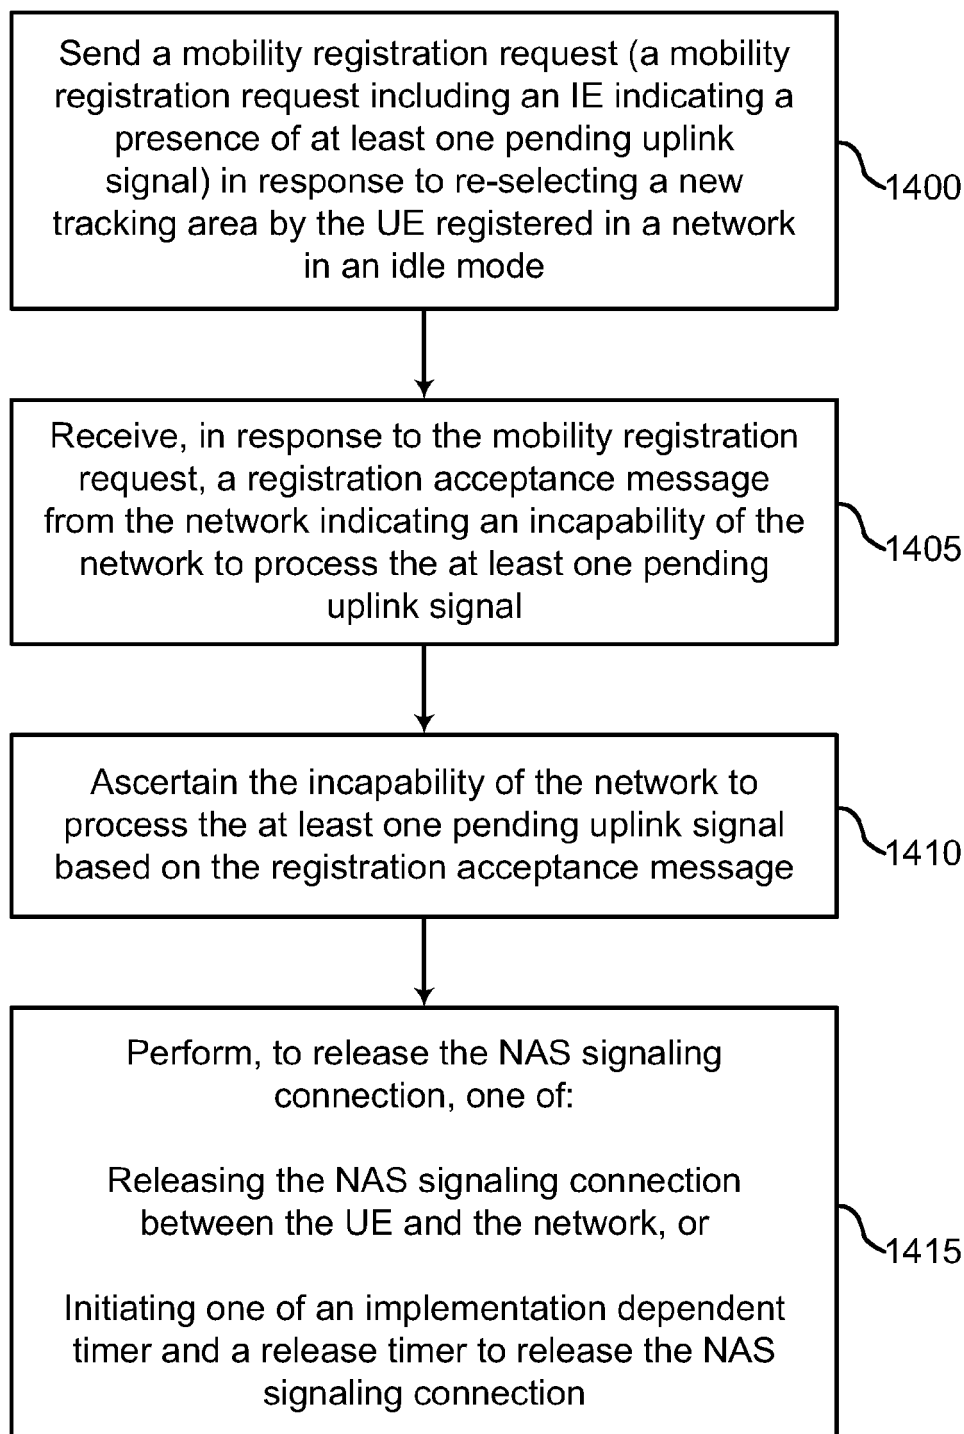 Send a mobility registration request (a mobility
registration request including an IE indicating a
presence of at least one pending uplink
signal) in response to re-selecting a new
tracking area by the UE registered in a network
in an idle mode
1400
Receive, in response to the mobility registration
request, a registration acceptance message
from the network indicating an incapability of the
network to process the at least one pending
uplink signal
1405
Ascertain the incapability of the network to
process the at least one pending uplink signal
based on the registration acceptance message
1410
Perform, to release the NAS signaling
connection, one of:
Releasing the NAS signaling connection
between the UE and the network, or
Initiating one of an implementation dependent
timer and a release timer to release the NAS
signaling connection
1415